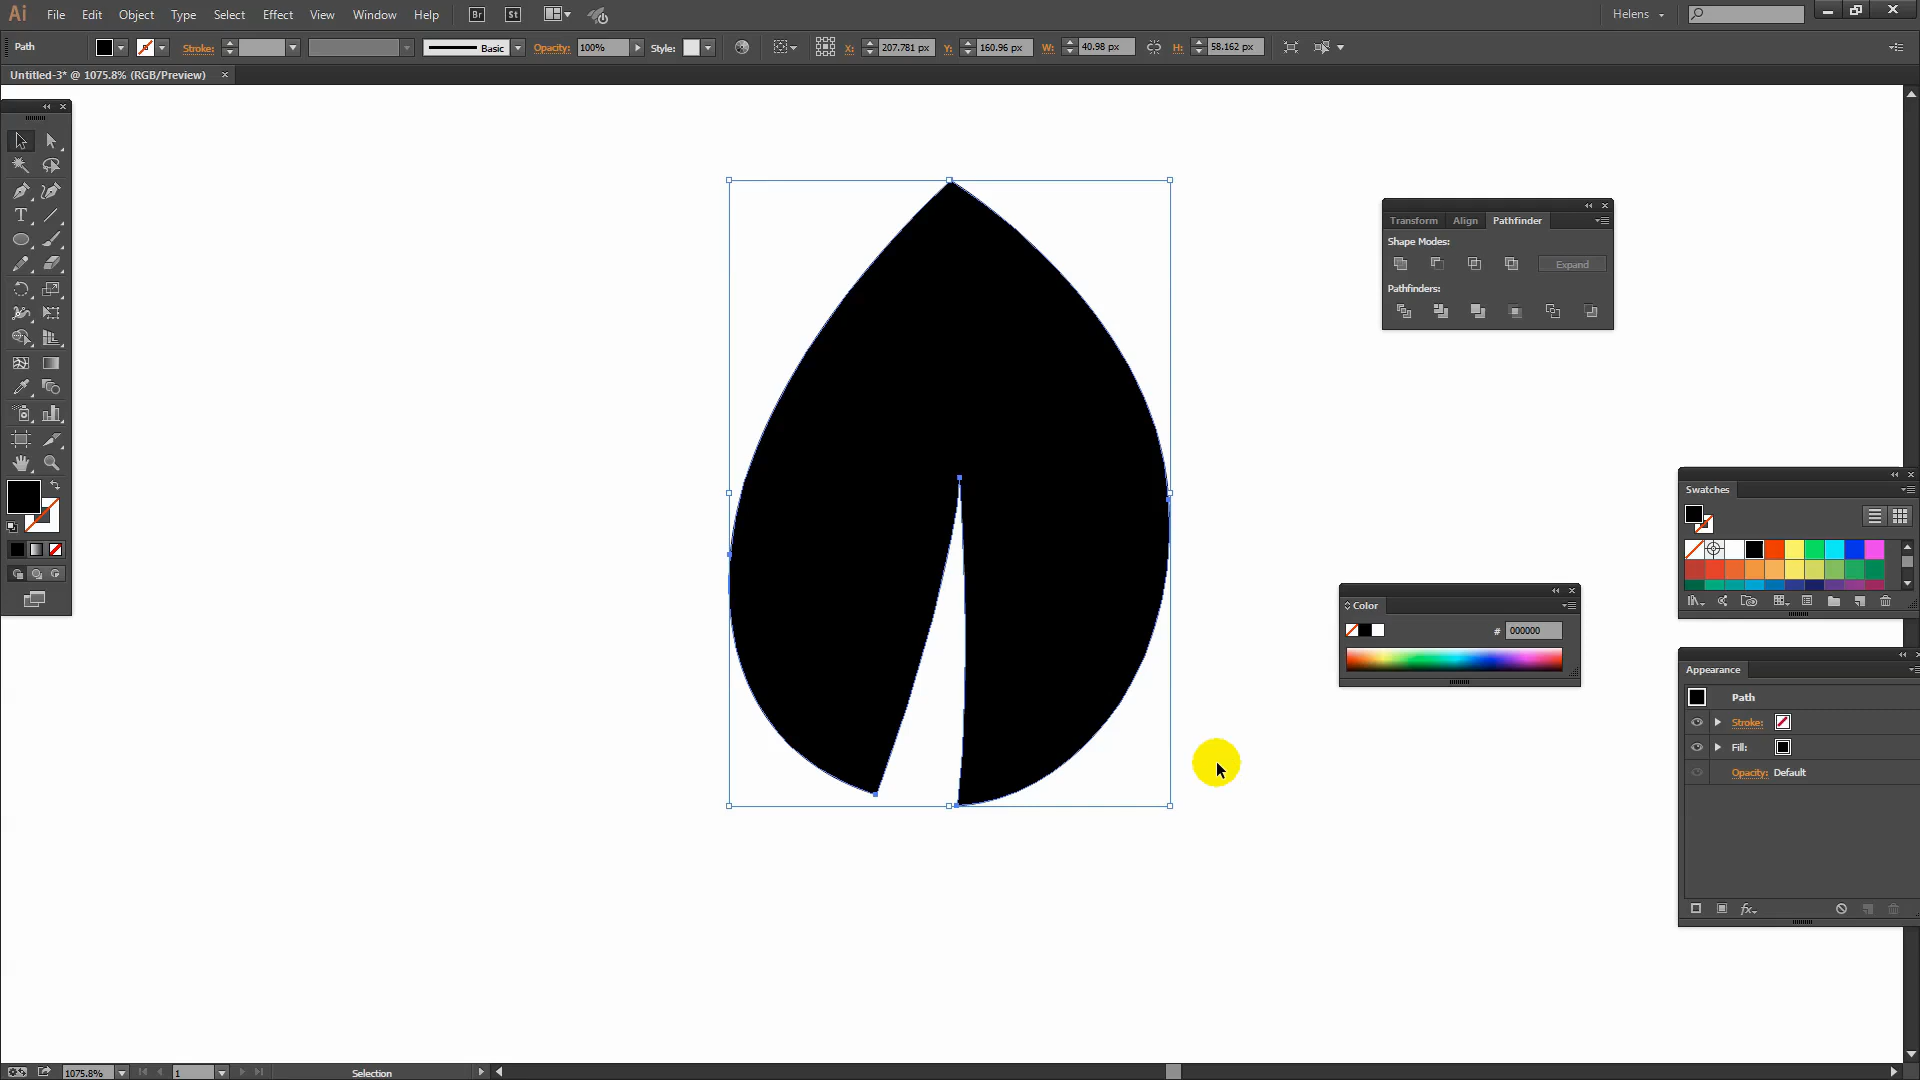 Ai File Edit Object Type Select Effect View Window Help Br St Helens
Path Stroke: Basic Opacity: 100% Style: X: 207.781 px Y: 160.96 px W: 40.98 px H: 58.162 px
Untitled-3* @ 1075.8% (RGB/Preview)
Transform Align Pathfinder
Shape Modes:
Expand
Pathfinders:
Swatches
Color
# 000000
Appearance
Path
Stroke:
Fill:
Opacity: Default
fx
1075.8% 1 Selection